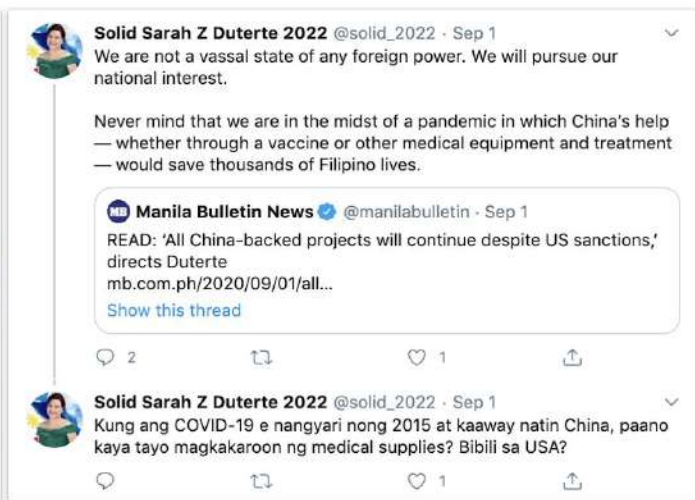 Solid Sarah Z Duterte 2022 @solid_2022 · Sep 1
We are not a vassal state of any foreign power. We will pursue our
national interest.
Never mind that we are in the midst of a pandemic in which China's help
— whether through a vaccine or other medical equipment and treatment
— would save thousands of Filipino lives.
MB Manila Bulletin News @manilabulletin · Sep 1
READ: 'All China-backed projects will continue despite US sanctions,'
directs Duterte
mb.com.ph/2020/09/01/all...
Show this thread
2 1
Solid Sarah Z Duterte 2022 @solid_2022 · Sep 1
Kung ang COVID-19 e nangyari nong 2015 at kaaway natin China, paano
kaya tayo magkakaroon ng medical supplies? Bibili sa USA?
1